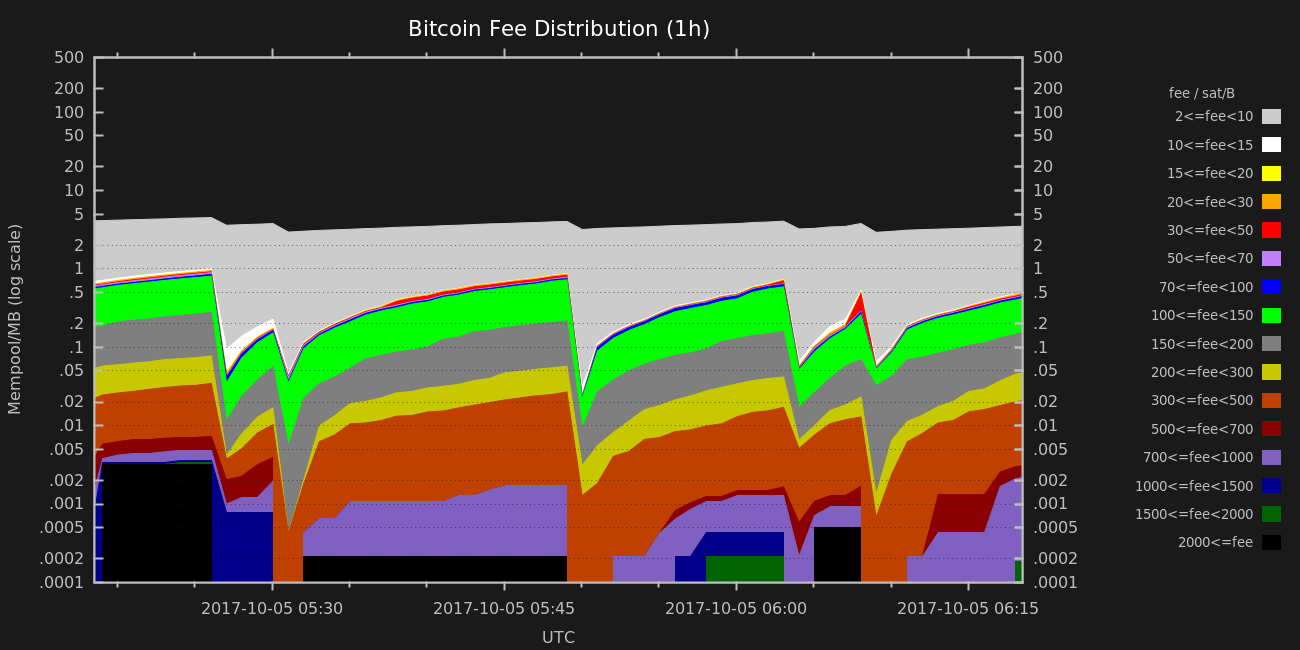 Bitcoin Fee Distribution (1h)
500
200
100
50
20
10
5
2
1
.5
.2
.1
.05
.02
.01
.005
.002
.001
.0005
.0002
.0001
Mempool/MB (log scale)
500
200
100
50
20
10
5
2
1
.5
.2
.1
.05
.02
.01
.005
.002
.001
.0005
.0002
.0001
2017-10-05 05:30
2017-10-05 05:45
2017-10-05 06:00
2017-10-05 06:15
UTC
fee / sat/B
2<=fee<10
10<=fee<15
15<=fee<20
20<=fee<30
30<=fee<50
50<=fee<70
70<=fee<100
100<=fee<150
150<=fee<200
200<=fee<300
300<=fee<500
500<=fee<700
700<=fee<1000
1000<=fee<1500
1500<=fee<2000
2000<=fee